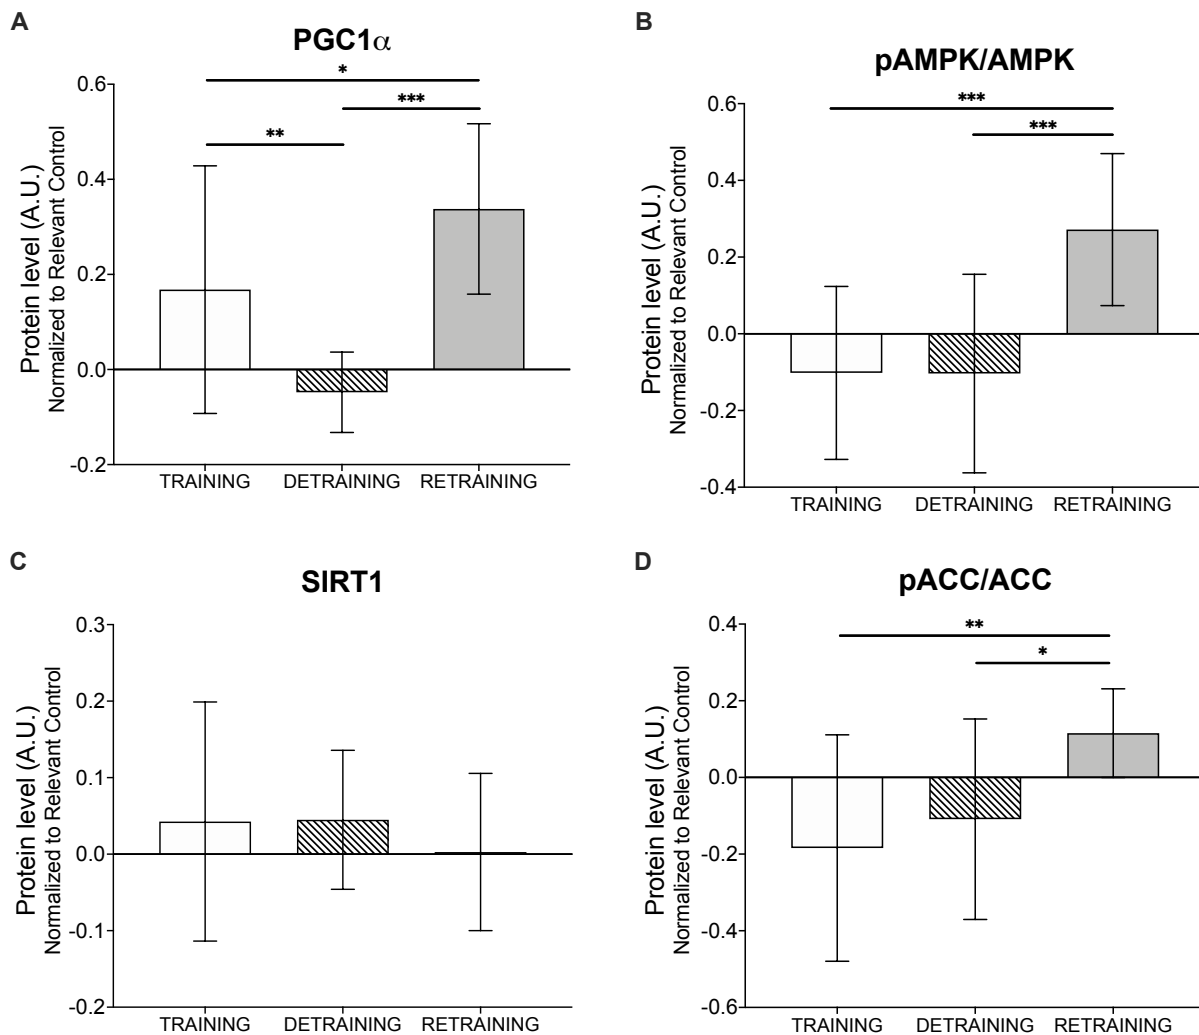 A
PGC1α
*
***
**
0.6
0.4
0.2
0.0
-0.2
Protein level (A.U.)
Normalized to Relevant Control
TRAINING DETRAINING RETRAINING
B
pAMPK/AMPK
***
***
0.6
0.4
0.2
0.0
-0.2
-0.4
Protein level (A.U.)
Normalized to Relevant Control
TRAINING DETRAINING RETRAINING
C
SIRT1
0.3
0.2
0.1
0.0
-0.1
-0.2
Protein level (A.U.)
Normalized to Relevant Control
TRAINING DETRAINING RETRAINING
D
pACC/ACC
**
*
0.4
0.2
0.0
-0.2
-0.4
-0.6
Protein level (A.U.)
Normalized to Relevant Control
TRAINING DETRAINING RETRAINING